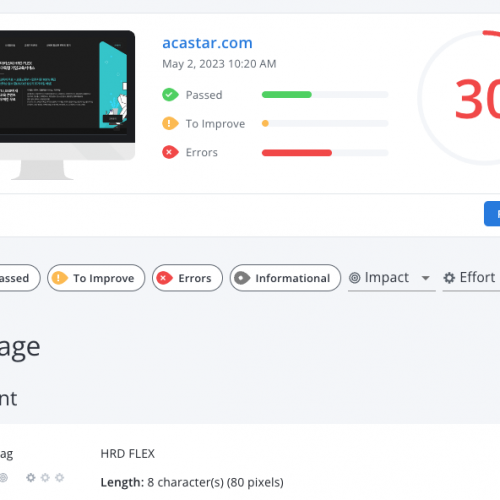 acastar.com
May 2, 2023 10:20 AM
Passed
To Improve
Errors
30
assed
To Improve
Errors
Informational
Impact
Effort
age
nt
ag
HRD FLEX
Length: 8 character(s) (80 pixels)